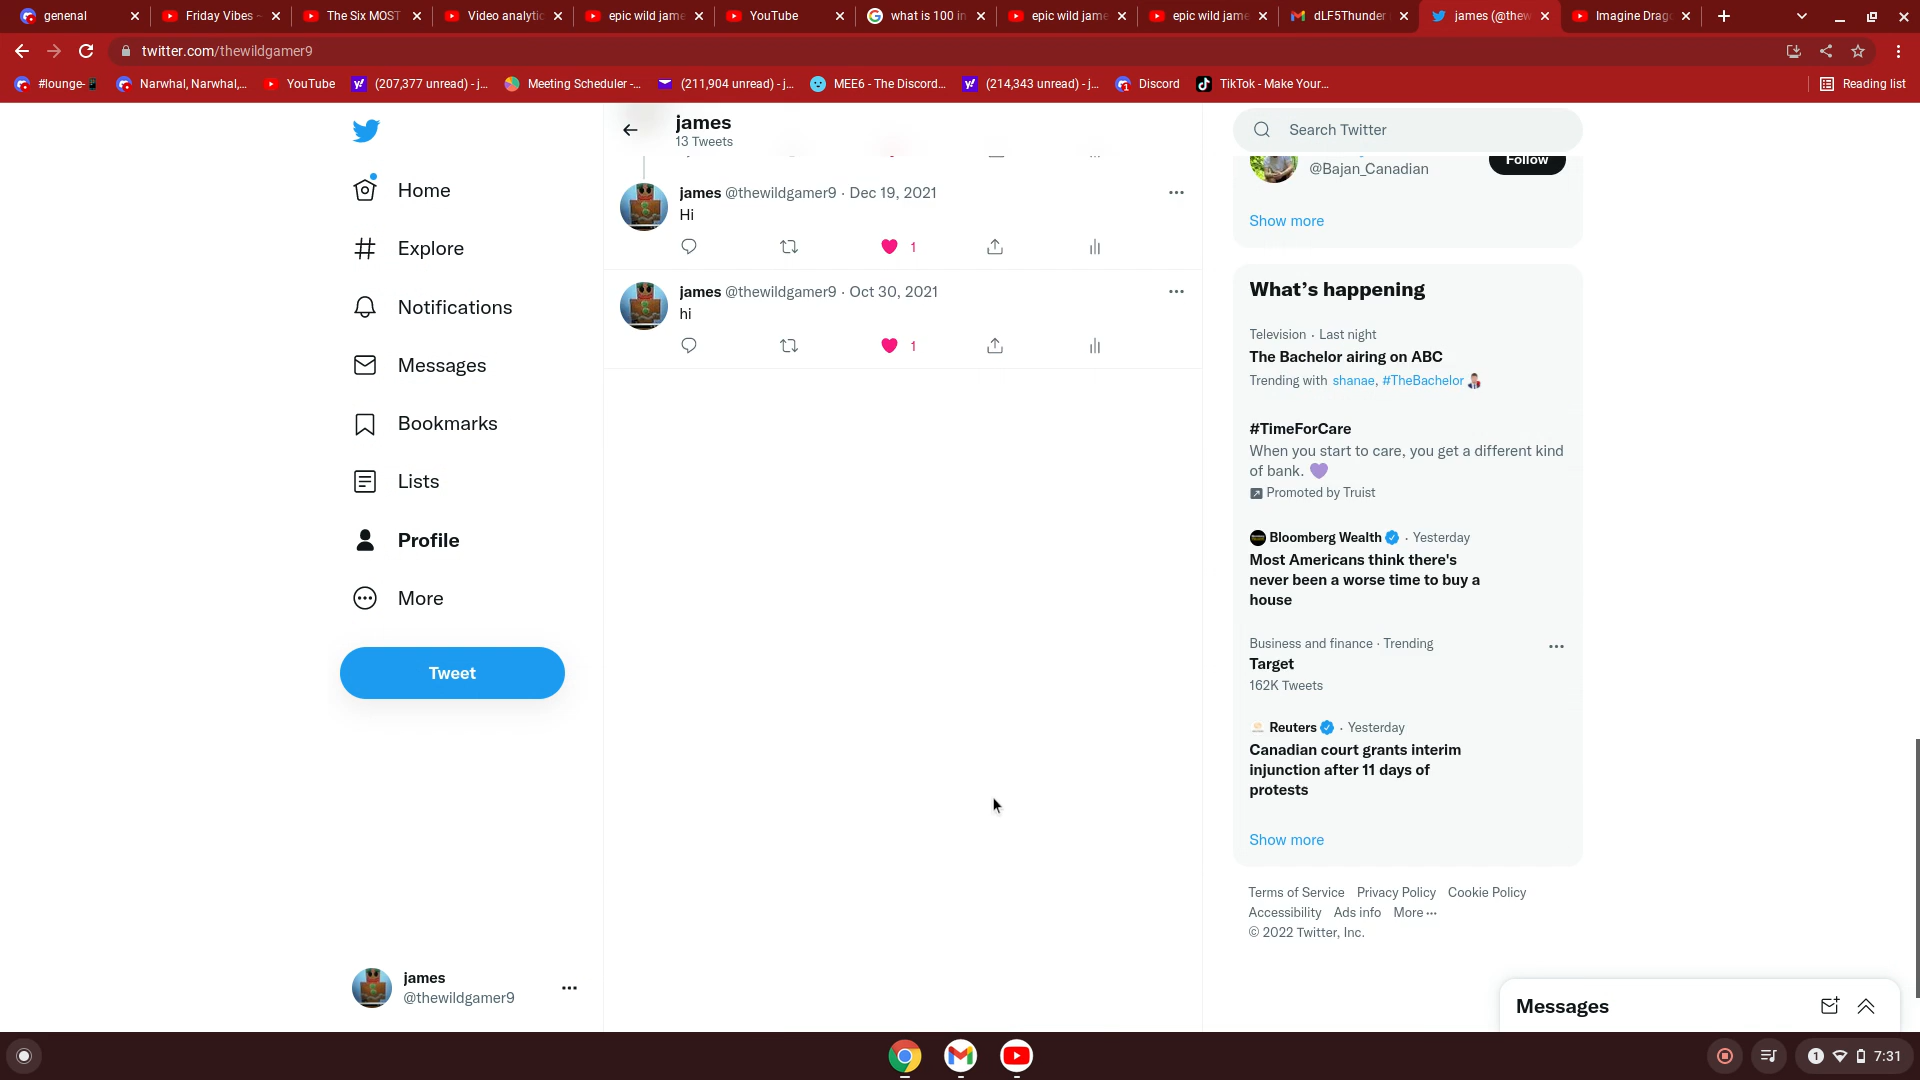 genenal
Friday Vibes
The Six MOST
Video analytic
epic wild jame
YouTube
what is 100 in
epic wild jame
epic wild jame
dLF5Thunder
james (@thew
Imagine Drag
twitter.com/thewildgamer9
#lounge-
Narwhal, Narwhal,...
YouTube
(207,377 unread) - j...
Meeting Scheduler -...
(211,904 unread) - j...
MEE6 - The Discord...
(214,343 unread) - j...
Discord
TikTok - Make Your...
Reading list
Home
Explore
Notifications
Messages
Bookmarks
Lists
Profile
More
Tweet
james
@thewildgamer9
james
13 Tweets
james @thewildgamer9 · Dec 19, 2021
Hi
1
james @thewildgamer9 · Oct 30, 2021
hi
1
Search Twitter
@Bajan_Canadian
Follow
Show more
What's happening
Television · Last night
The Bachelor airing on ABC
Trending with shanae, #TheBachelor
#TimeForCare
When you start to care, you get a different kind
of bank. 💜
Promoted by Truist
Bloomberg Wealth · Yesterday
Most Americans think there's
never been a worse time to buy a
house
Business and finance · Trending
Target
162K Tweets
Reuters · Yesterday
Canadian court grants interim
injunction after 11 days of
protests
Show more
Terms of Service Privacy Policy Cookie Policy
Accessibility Ads info More ···
© 2022 Twitter, Inc.
Messages
1
7:31